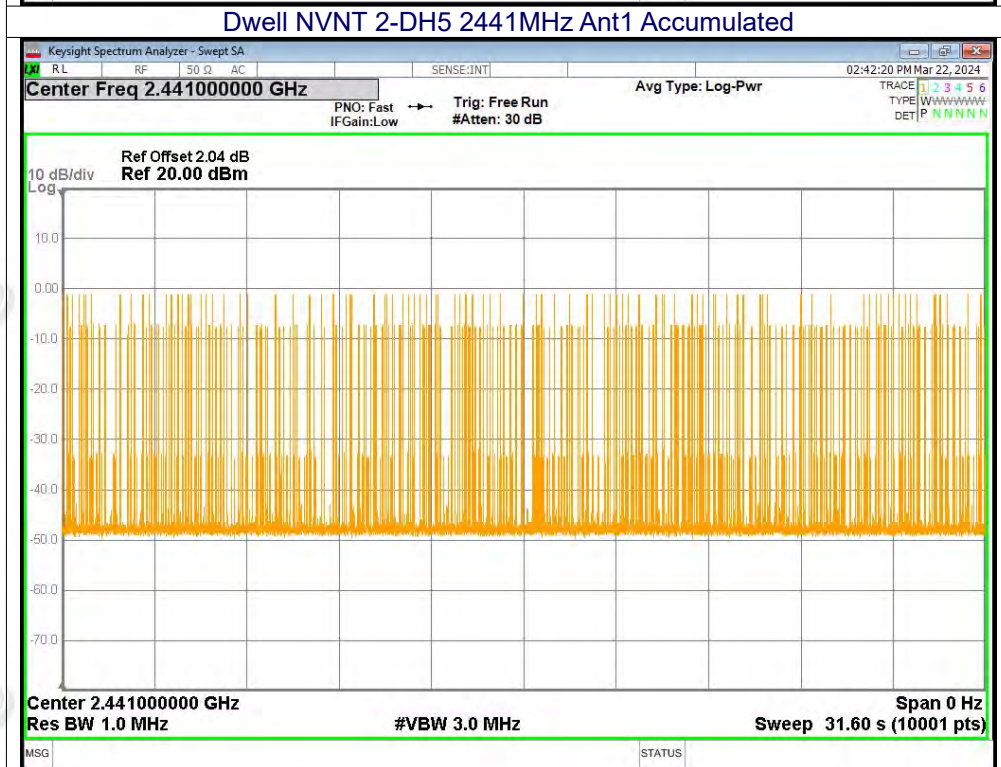 Dwell NVNT 2-DH5 2441MHz Ant1 Accumulated
Keysight Spectrum Analyzer - Swept SA
LXI RL RF 50 Ω AC SENSE:INT 02:42:20 PM Mar 22, 2024
Center Freq 2.441000000 GHz Avg Type: Log-Pwr TRACE 1 2 3 4 5 6
PNO: Fast Trig: Free Run TYPE WWWWWWW
IFGain:Low #Atten: 30 dB DET P N N N N N
Ref Offset 2.04 dB
10 dB/div Ref 20.00 dBm
Log
10.0
0.00
-10.0
-20.0
-30.0
-40.0
-50.0
-60.0
-70.0
Center 2.441000000 GHz Span 0 Hz
Res BW 1.0 MHz #VBW 3.0 MHz Sweep 31.60 s (10001 pts)
MSG STATUS